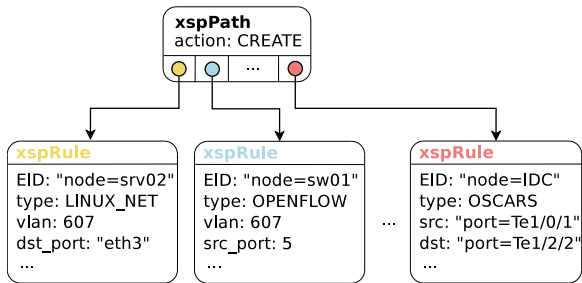 xspPath
action: CREATE
...
xspRule
EID: "node=srv02"
type: LINUX_NET
vlan: 607
dst_port: "eth3"
...
xspRule
EID: "node=sw01"
type: OPENFLOW
vlan: 607
src_port: 5
...
...
xspRule
EID: "node=IDC"
type: OSCARS
src: "port=Te1/0/1"
dst: "port=Te1/2/2"
...